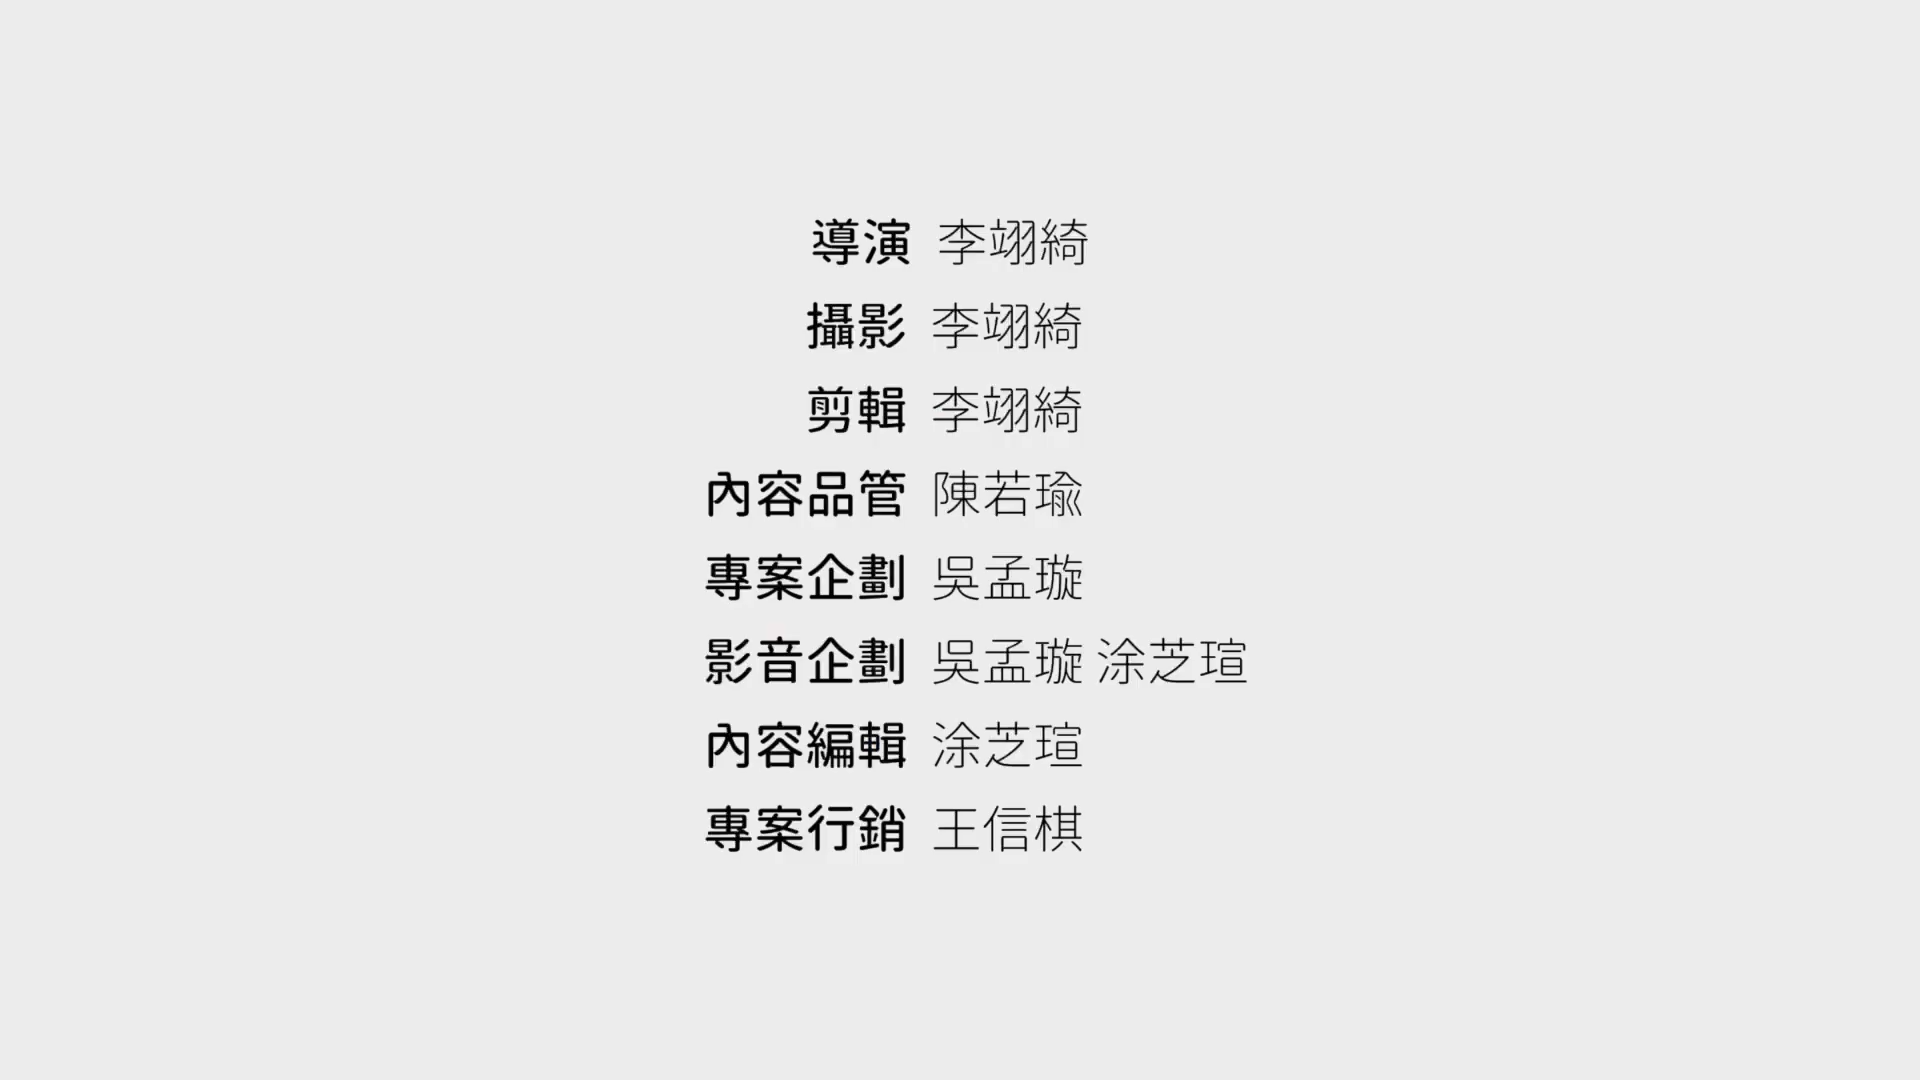 導演 李翊綺
攝影 李翊綺
剪輯 李翊綺
內容品管 陳若瑜
專案企劃 吳孟璇
影音企劃 吳孟璇 涂芝瑄
內容編輯 涂芝瑄
專案行銷 王信棋